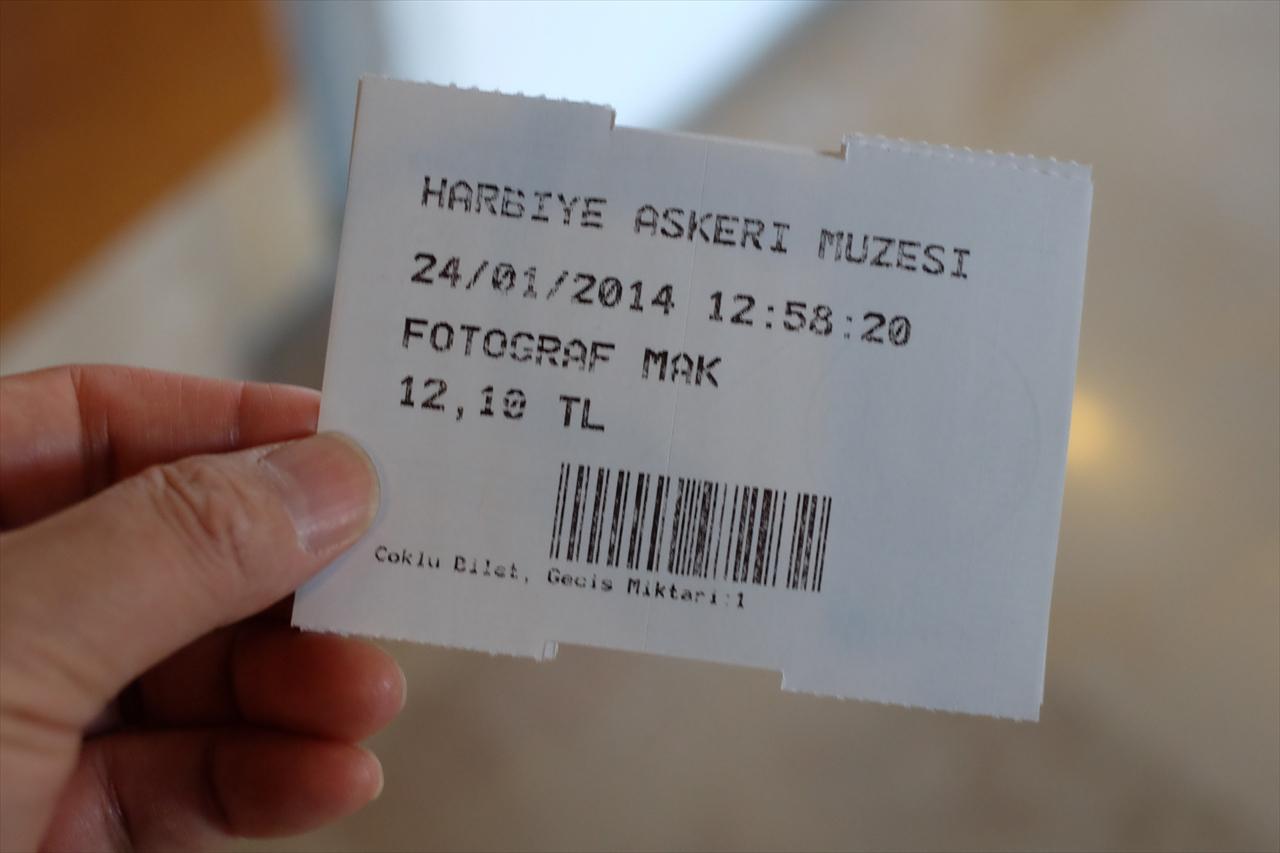 HARBIYE ASKERI MUZESI
24/01/2014 12:58:20
FOTOGRAF MAK
12,10 TL
Coklu Bilet, Gecis Miktari:1